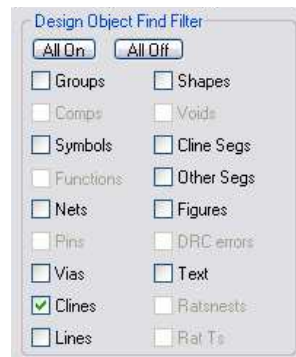 Design Object Find Filter
All On All Off
Groups Shapes
Comps Voids
Symbols Cline Segs
Functions Other Segs
Nets Figures
Pins DRC errors
Vias Text
Clines Ratsnests
Lines Rat Ts